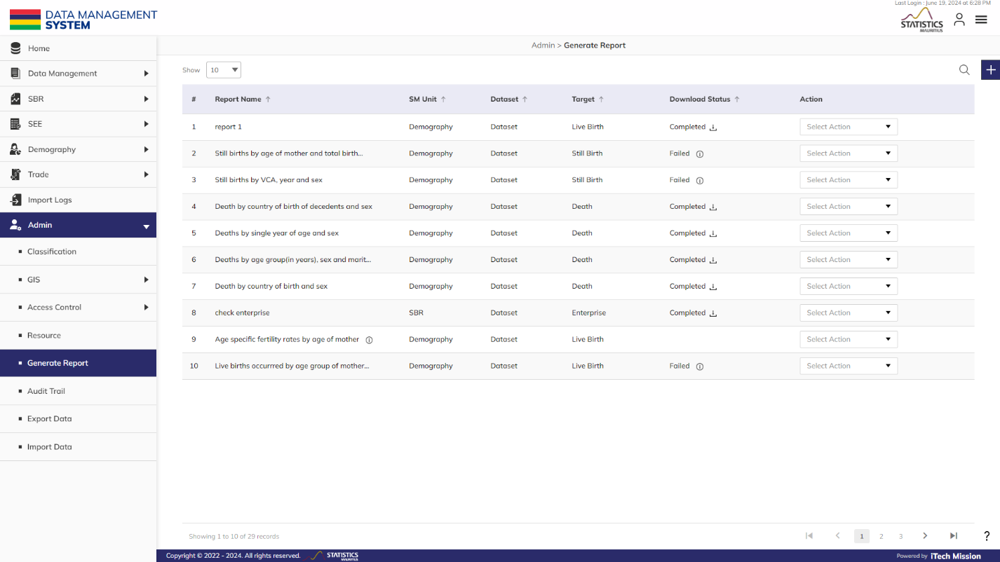 Last Login : June 19, 2024 at 6:28 PM
DATA MANAGEMENT
SYSTEM
STATISTICS
MAURITIUS
Home
Data Management
SBR
SEE
Demography
Trade
Import Logs
Admin
Classification
GIS
Access Control
Resource
Generate Report
Audit Trail
Export Data
Import Data
Admin > Generate Report
Show 10
# Report Name SM Unit Dataset Target Download Status Action
1 report 1 Demography Dataset Live Birth Completed Select Action
2 Still births by age of mother and total birth... Demography Dataset Still Birth Failed Select Action
3 Still births by VCA, year and sex Demography Dataset Still Birth Failed Select Action
4 Death by country of birth of decedents and sex Demography Dataset Death Completed Select Action
5 Deaths by single year of age and sex Demography Dataset Death Completed Select Action
6 Deaths by age group(in years), sex and marit... Demography Dataset Death Completed Select Action
7 Death by country of birth and sex Demography Dataset Death Completed Select Action
8 check enterprise SBR Dataset Enterprise Completed Select Action
9 Age specific fertility rates by age of mother Demography Dataset Live Birth Select Action
10 Live births occurrred by age group of mother... Demography Dataset Live Birth Failed Select Action
Showing 1 to 10 of 29 records 1 2 3 ?
Copyright © 2022 - 2024. All rights reserved. STATISTICS
MAURITIUS
Powered by iTech Mission